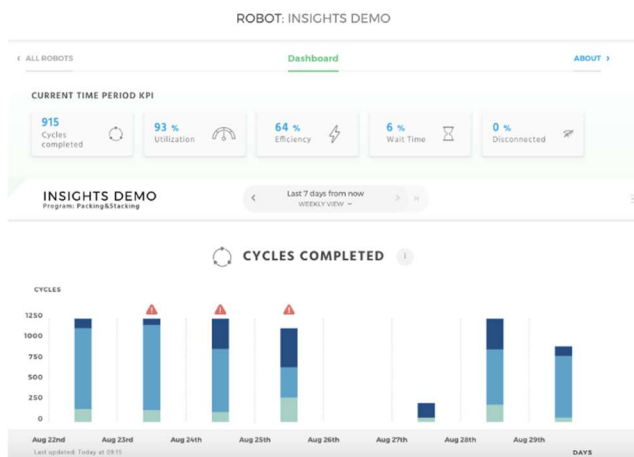 ROBOT: INSIGHTS DEMO
‹ ALL ROBOTS
Dashboard
ABOUT ›
CURRENT TIME PERIOD KPI
915
Cycles
completed
93 %
Utilization
64 %
Efficiency
6 %
Wait Time
0 %
Disconnected
INSIGHTS DEMO
Program: Packing&Stacking
Last 7 days from now
WEEKLY VIEW
CYCLES COMPLETED
i
CYCLES
1250
1000
750
500
250
0
Aug 22nd
Aug 23rd
Aug 24th
Aug 25th
Aug 26th
Aug 27th
Aug 28th
Aug 29th
Last updated: Today at 09:15
DAYS